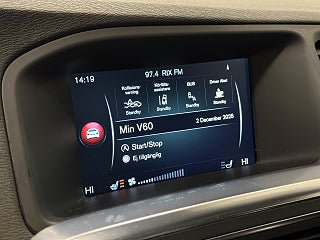 14:19 97.4 RIX FM
Kollisions- Körfälts- BLIS Driver Alert
varning assistans
Standby Standby Standby Standby
Min V60 2 December 2025
Start/Stop
Ej tillgänglig
HI HI